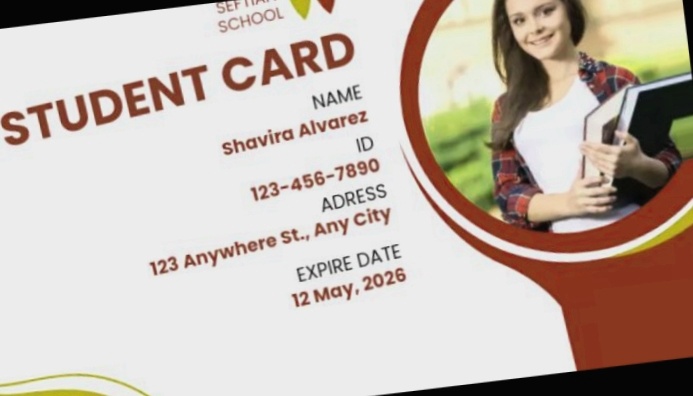 SCHOOL
STUDENT CARD
NAME
Shavira Alvarez
ID
123-456-7890
ADRESS
123 Anywhere St., Any City
EXPIRE DATE
12 May, 2026